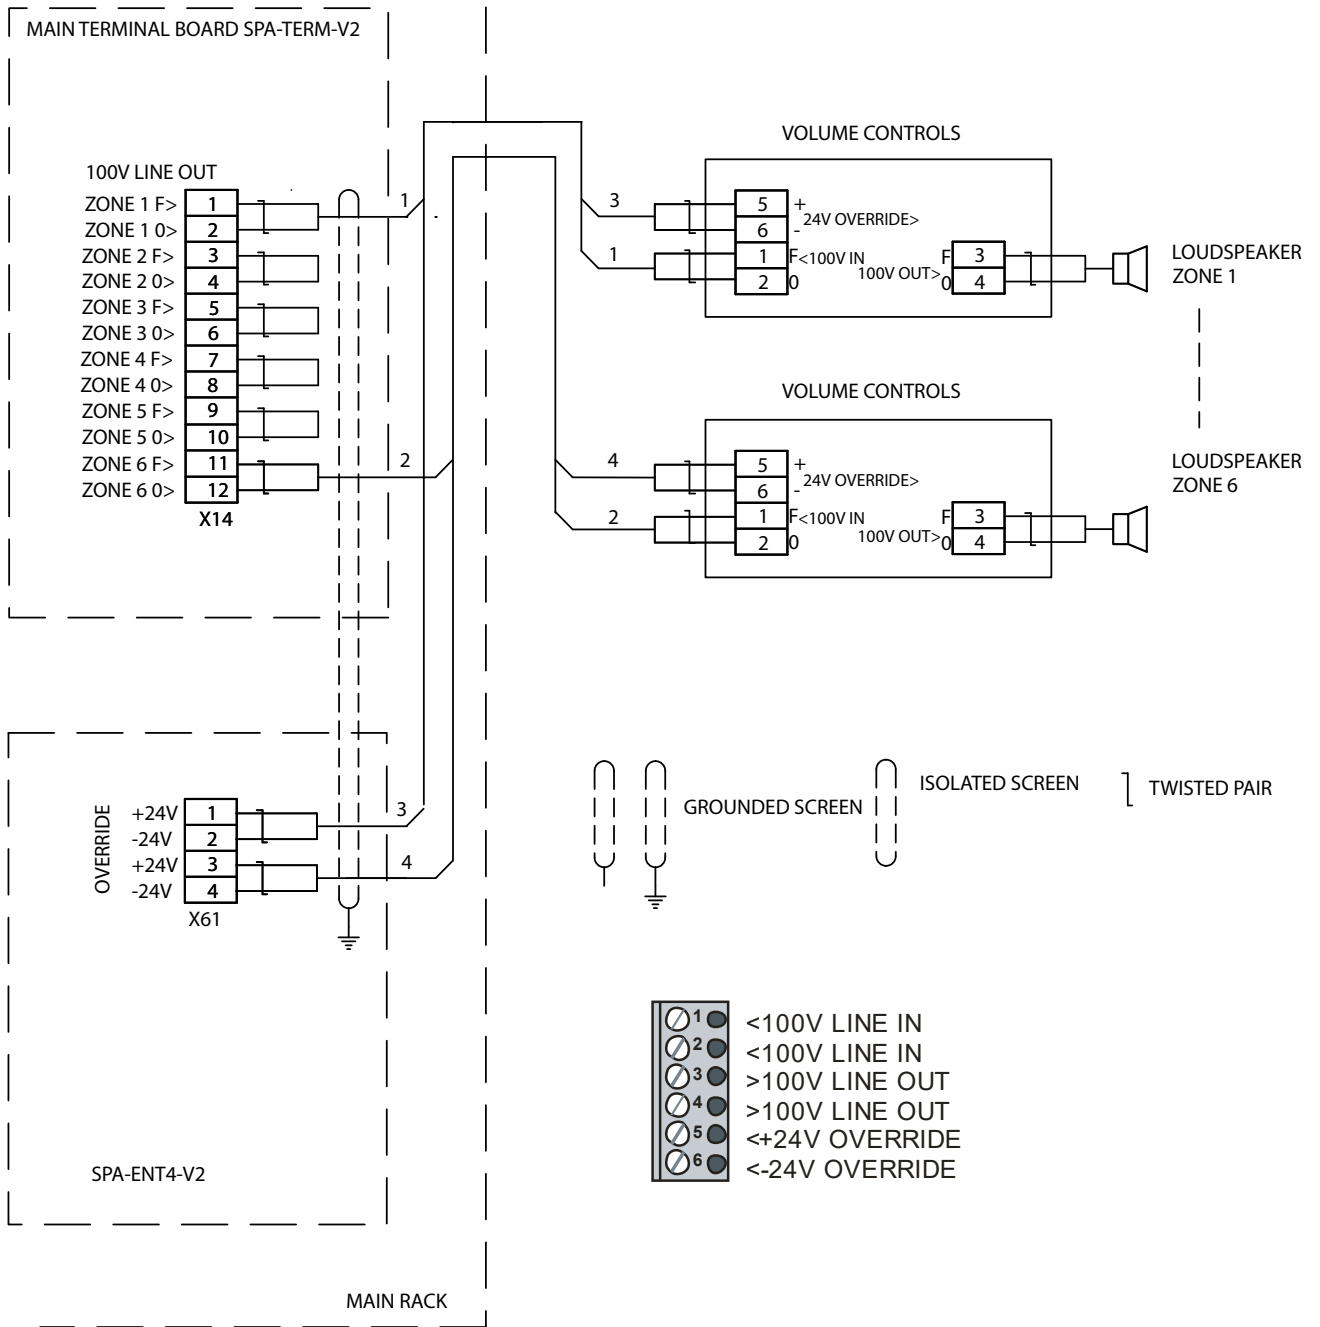 MAIN TERMINAL BOARD SPA-TERM-V2
100V LINE OUT
ZONE 1 F> 1
ZONE 1 0> 2
ZONE 2 F> 3
ZONE 2 0> 4
ZONE 3 F> 5
ZONE 3 0> 6
ZONE 4 F> 7
ZONE 4 0> 8
ZONE 5 F> 9
ZONE 5 0> 10
ZONE 6 F> 11
ZONE 6 0> 12
X14
1
2
3
1
4
2
VOLUME CONTROLS
5 +
24V OVERRIDE>
6 -
1 F<100V IN
2 0
F 3
100V OUT>
0 4
LOUDSPEAKER
ZONE 1
VOLUME CONTROLS
5 +
24V OVERRIDE>
6 -
1 F<100V IN
2 0
F 3
100V OUT>
0 4
LOUDSPEAKER
ZONE 6
OVERRIDE
+24V 1
-24V 2
+24V 3
-24V 4
X61
3
4
SPA-ENT4-V2
MAIN RACK
GROUNDED SCREEN
ISOLATED SCREEN
TWISTED PAIR
1 <100V LINE IN
2 <100V LINE IN
3 >100V LINE OUT
4 >100V LINE OUT
5 <+24V OVERRIDE
6 <-24V OVERRIDE